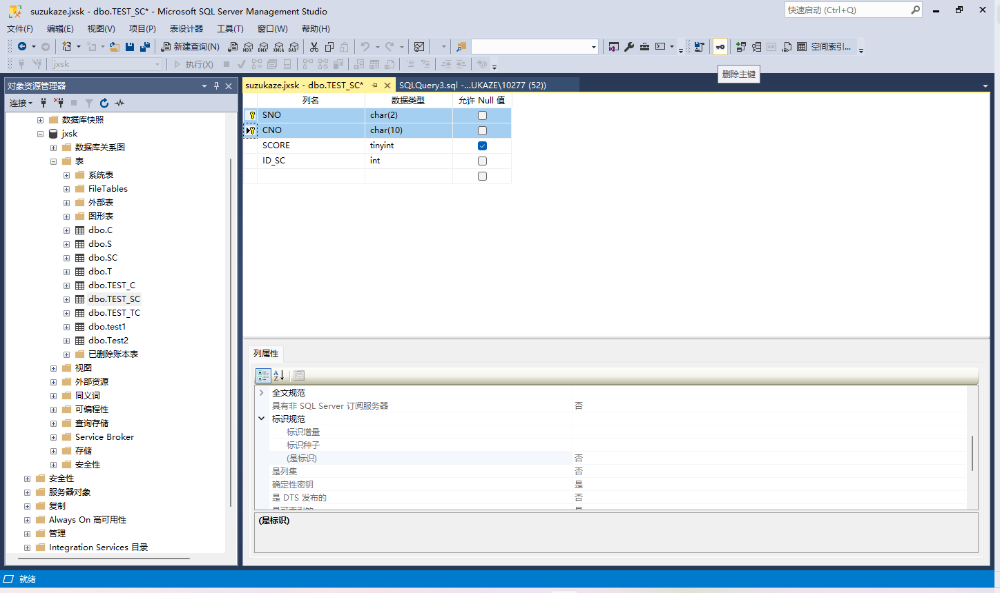 suzukaze.jxsk - dbo.TEST_SC* - Microsoft SQL Server Management Studio
快速启动 (Ctrl+Q)
文件(F) 编辑(E) 视图(V) 项目(P) 表设计器 工具(T) 窗口(W) 帮助(H)
新建查询(N) MDX DMX XMLA DAX 空间索引...
jxsk 执行(X)
删除主键
对象资源管理器
连接
数据库快照
jxsk
数据库关系图
表
系统表
FileTables
外部表
图形表
dbo.C
dbo.S
dbo.SC
dbo.T
dbo.TEST_C
dbo.TEST_SC
dbo.TEST_TC
dbo.test1
dbo.Test2
已删除账本表
视图
外部资源
同义词
可编程性
查询存储
Service Broker
存储
安全性
安全性
服务器对象
复制
Always On 高可用性
管理
Integration Services 目录
suzukaze.jxsk - dbo.TEST_SC* SQLQuery3.sql -...UKAZE\10277 (52))
列名 数据类型 允许 Null 值
SNO char(2)
CNO char(10)
SCORE tinyint
ID_SC int
列属性
全文规范
具有非 SQL Server 订阅服务器 否
标识规范
标识增量
标识种子
(是标识) 否
是列集 否
确定性密钥 是
是 DTS 发布的 否
是可索引的 是
(是标识)
就绪